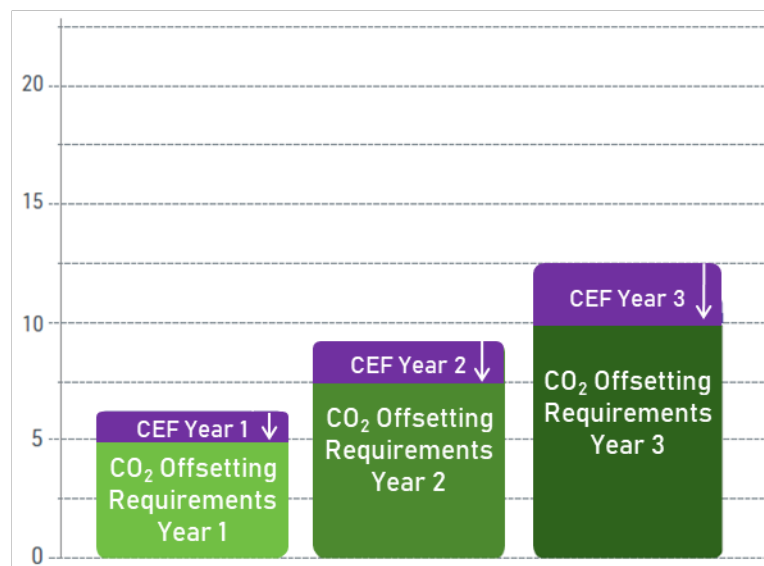 20
15
10
5
0
CEF Year 1
CO₂ Offsetting
Requirements
Year 1
CEF Year 2
CO₂ Offsetting
Requirements
Year 2
CEF Year 3
CO₂ Offsetting
Requirements
Year 3